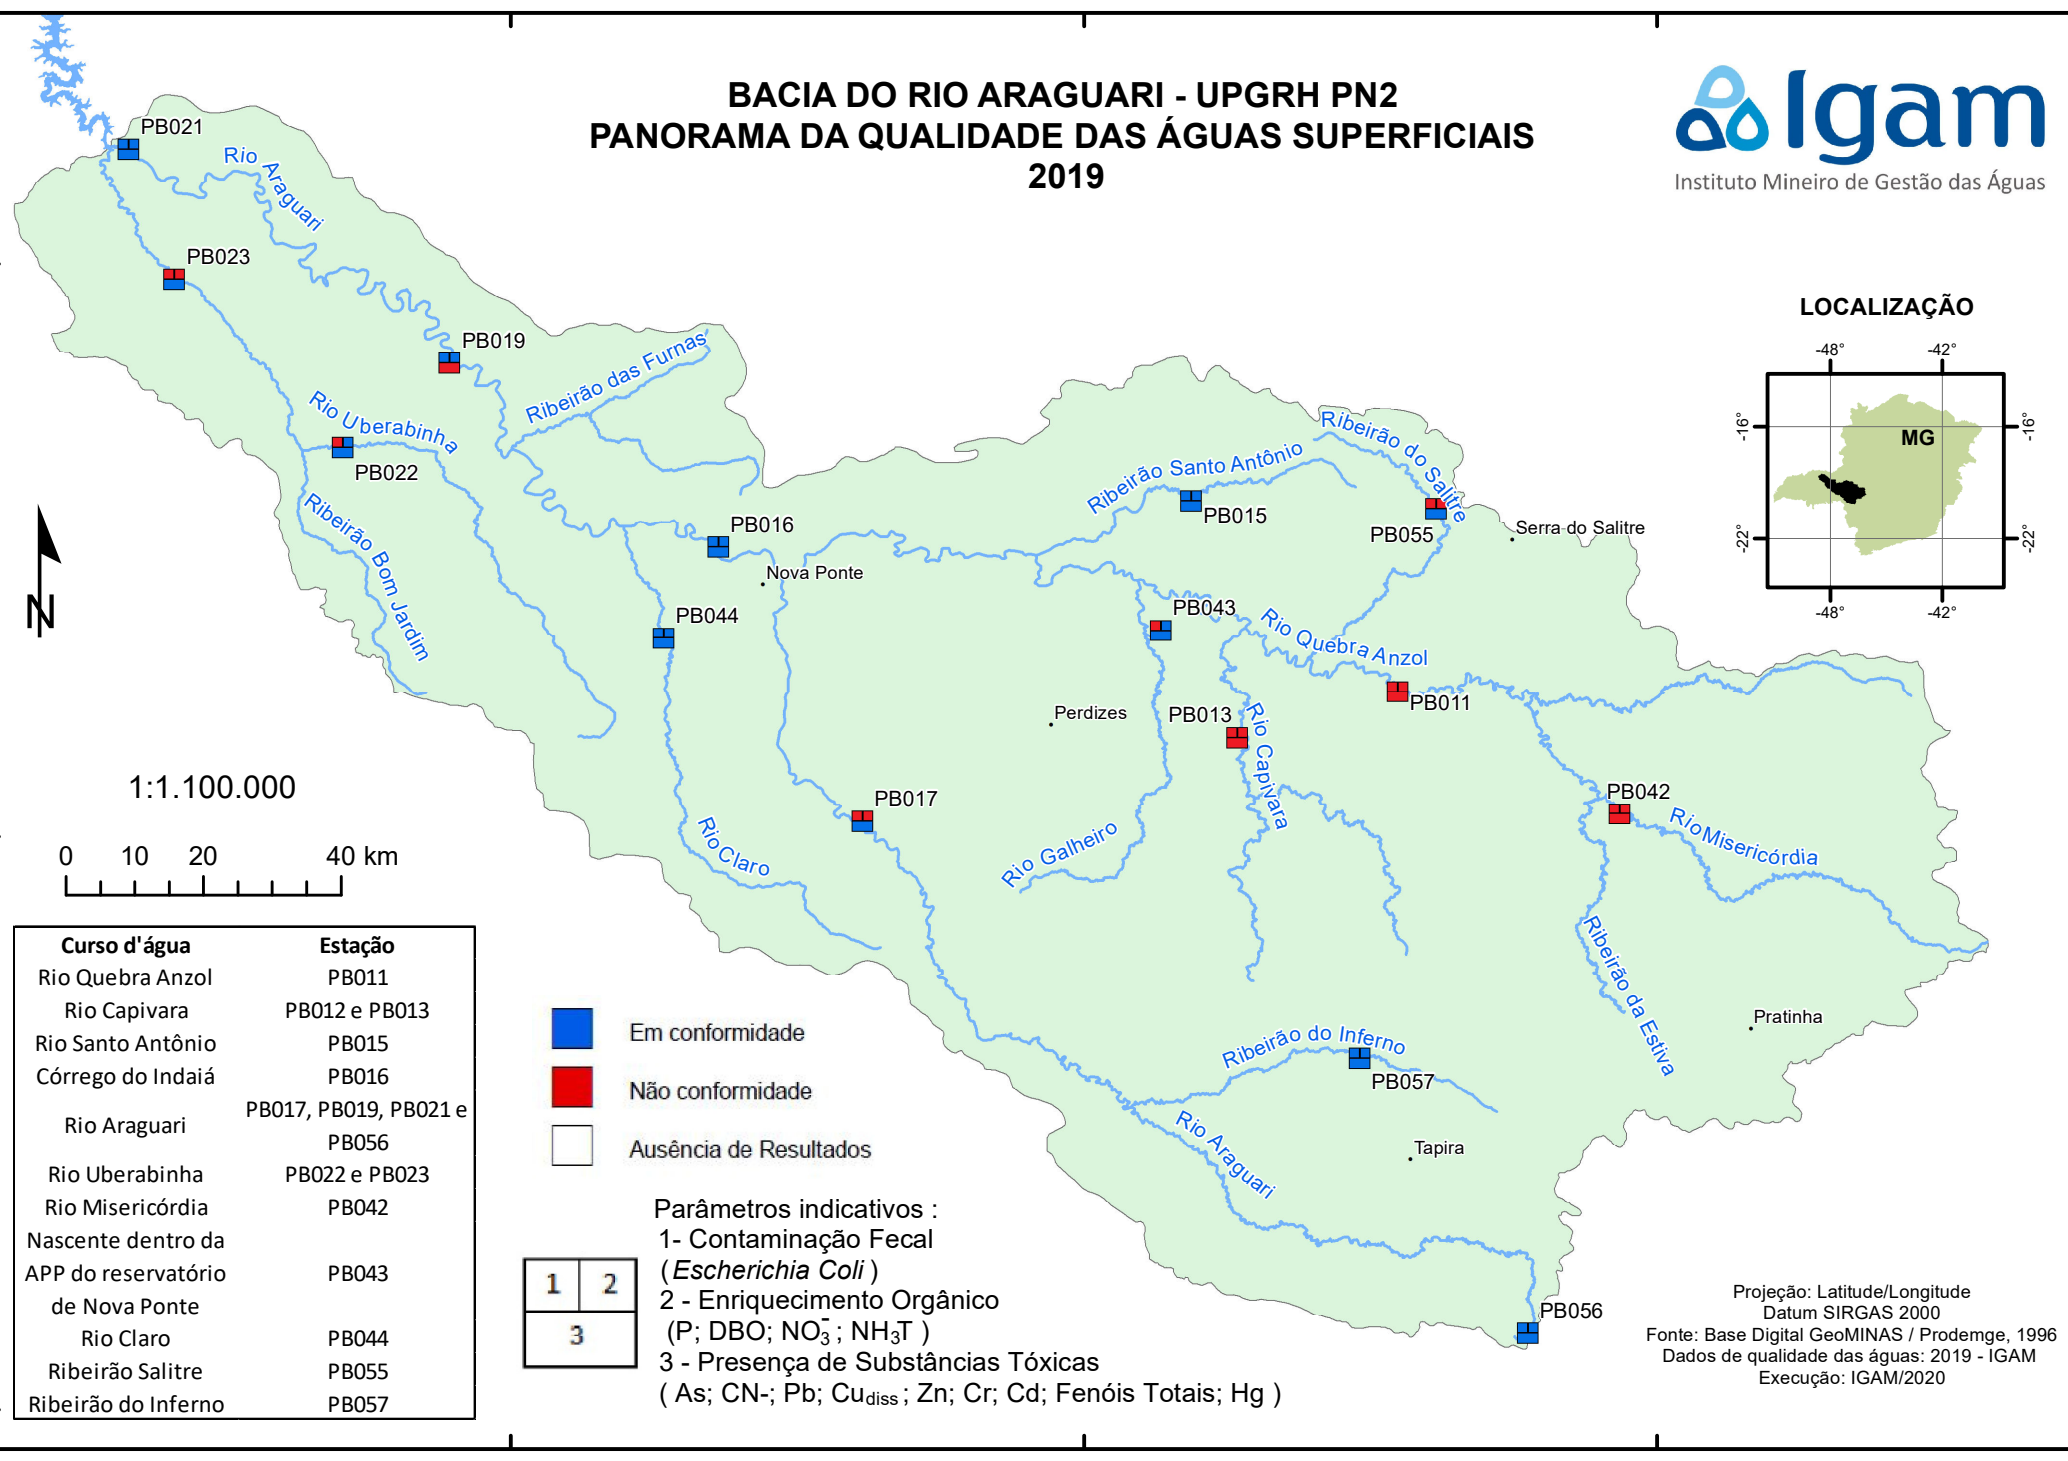 BACIA DO RIO ARAGUARI - UPGRH PN2
PANORAMA DA QUALIDADE DAS ÁGUAS SUPERFICIAIS
2019
Igam
Instituto Mineiro de Gestão das Águas
PB021
Rio Araguari
PB023
PB019
Ribeirão das Furnas
Rio Uberabinha
PB022
Ribeirão Bom Jardim
PB016
Nova Ponte
PB044
Ribeirão Santo Antônio
PB015
Ribeirão do Salitre
PB055
Serra do Salitre
PB043
Rio Quebra Anzol
PB011
Perdizes
PB013
Rio Capivara
PB017
Rio Claro
Rio Galheiro
PB042
Rio Misericórdia
Ribeirão da Estiva
Pratinha
Ribeirão do Inferno
PB057
Rio Araguari
Tapira
PB056
LOCALIZAÇÃO
-48° -42°
-16° MG -16°
-22° -22°
-48° -42°
N
1:1.100.000
0 10 20 40 km
Curso d'água Estação
Rio Quebra Anzol PB011
Rio Capivara PB012 e PB013
Rio Santo Antônio PB015
Córrego do Indaiá PB016
Rio Araguari PB017, PB019, PB021 e
PB056
Rio Uberabinha PB022 e PB023
Rio Misericórdia PB042
Nascente dentro da
APP do reservatório PB043
de Nova Ponte
Rio Claro PB044
Ribeirão Salitre PB055
Ribeirão do Inferno PB057
Em conformidade
Não conformidade
Ausência de Resultados
1 2
3
Parâmetros indicativos :
1- Contaminação Fecal
(Escherichia Coli )
2 - Enriquecimento Orgânico
(P; DBO; NO₃⁻ ; NH₃T )
3 - Presença de Substâncias Tóxicas
( As; CN-; Pb; Cu diss ; Zn; Cr; Cd; Fenóis Totais; Hg )
Projeção: Latitude/Longitude
Datum SIRGAS 2000
Fonte: Base Digital GeoMINAS / Prodemge, 1996
Dados de qualidade das águas: 2019 - IGAM
Execução: IGAM/2020